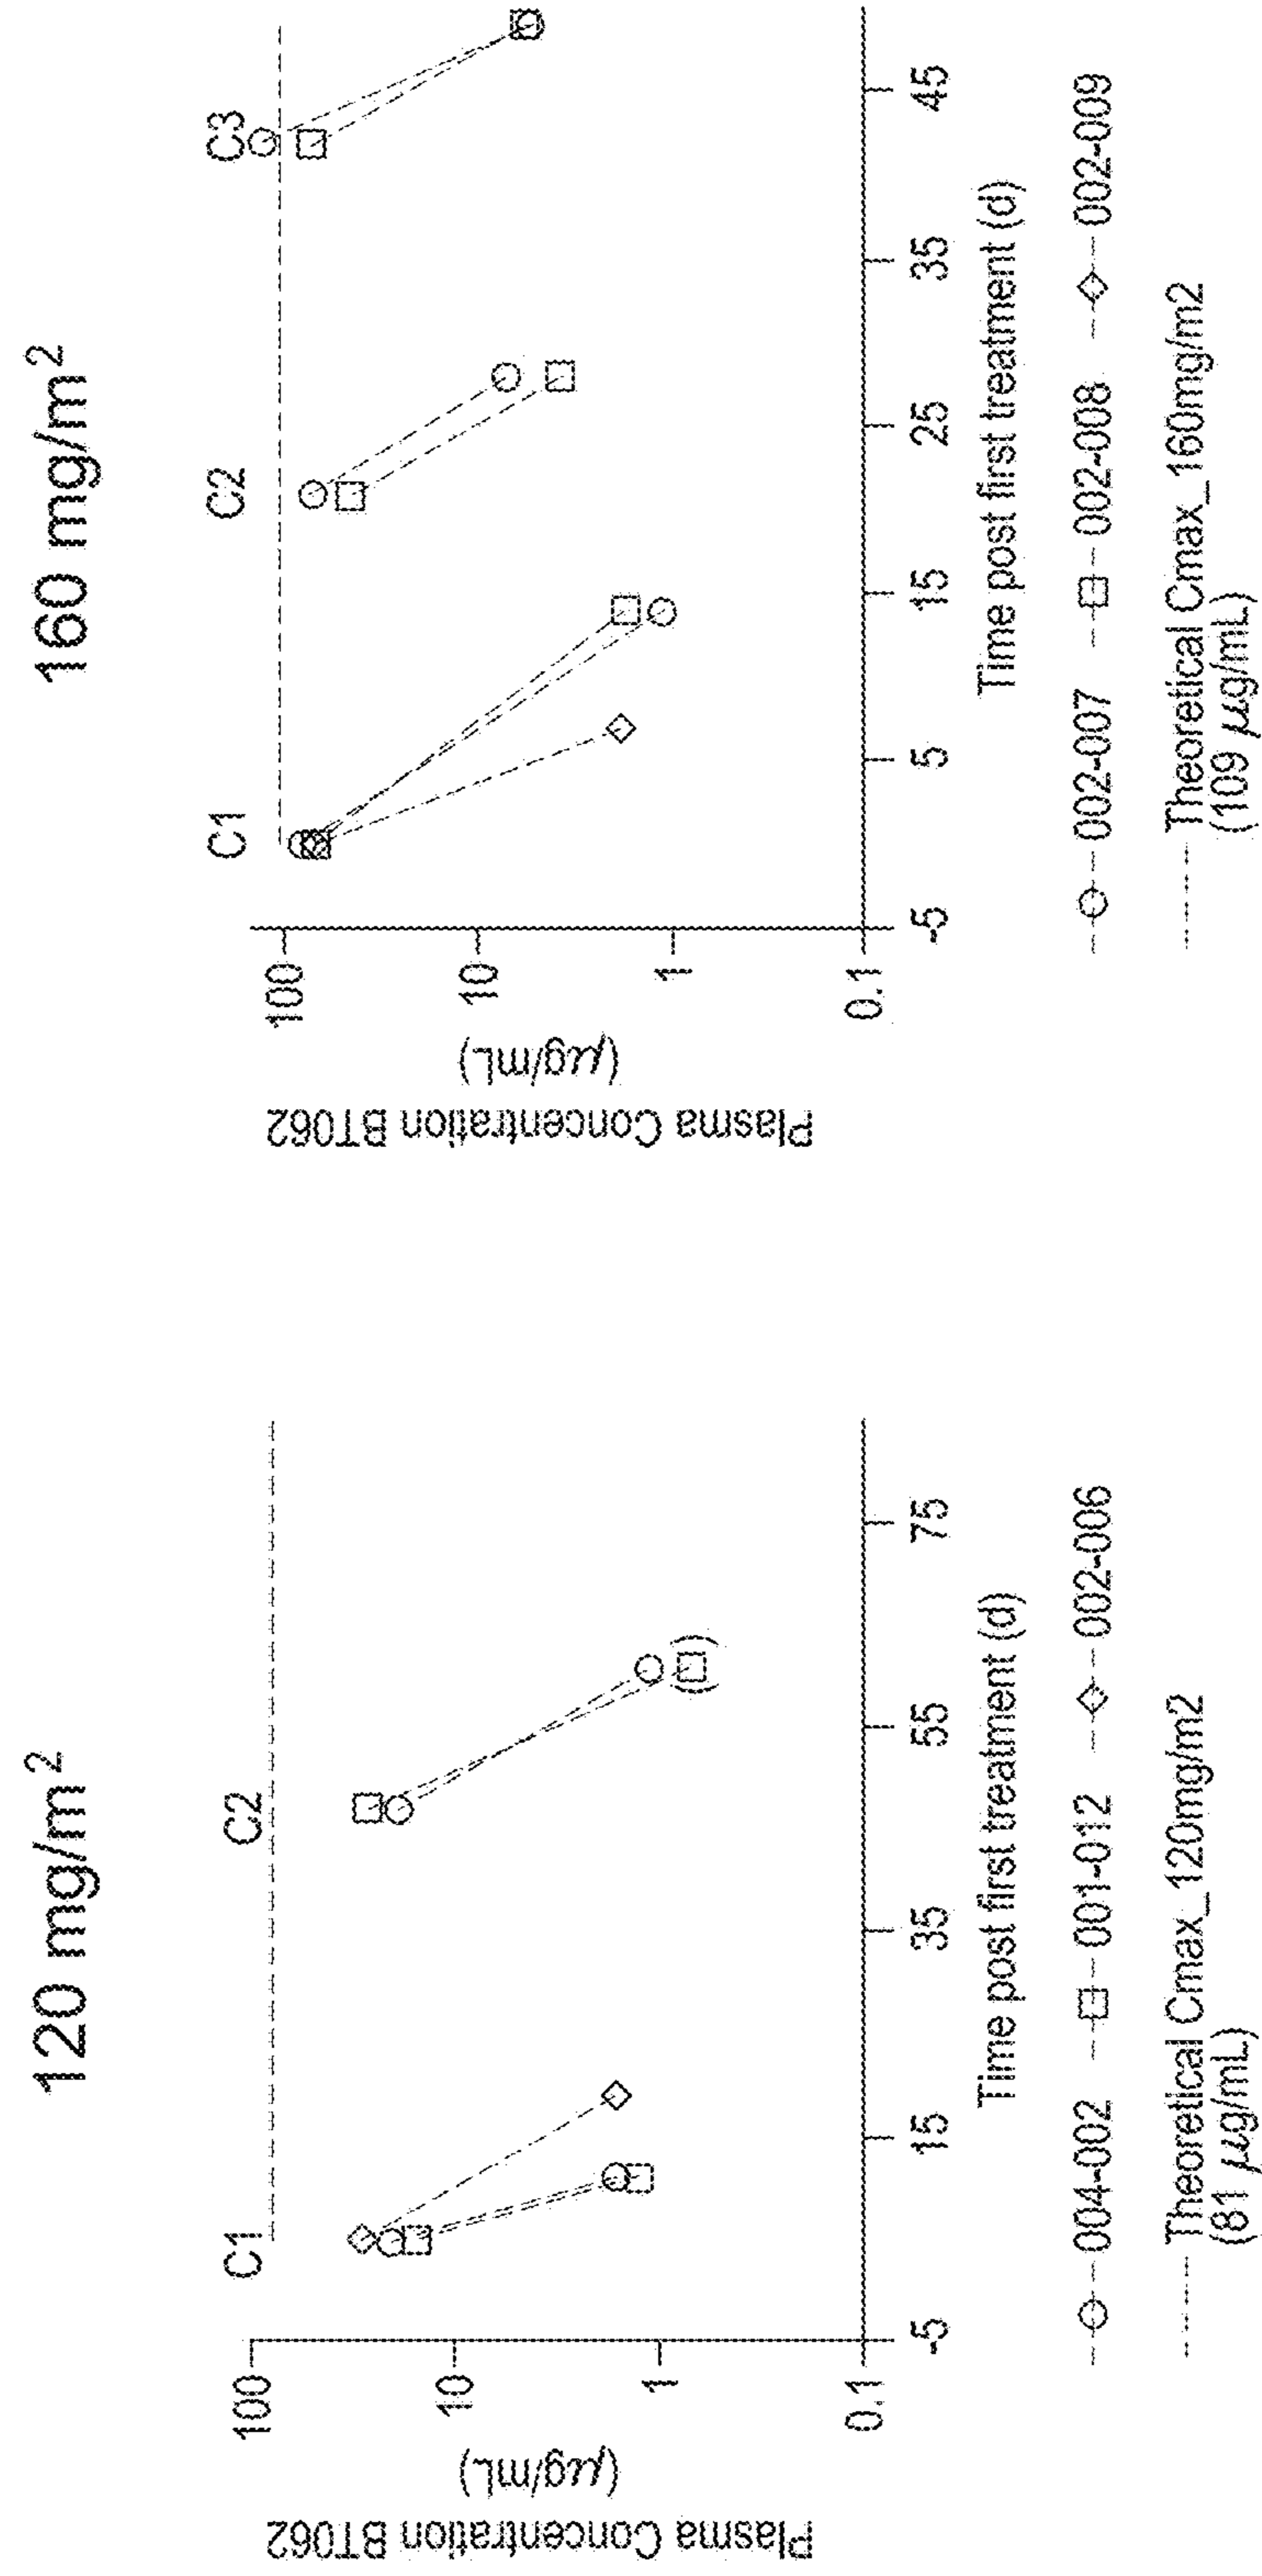 120 mg/m²
C1
C2
100
10
1
0.1
Plasma Concentration BT062
(µg/mL)
( )
-5
15
35
55
75
Time post first treatment (d)
004-002
001-012
002-006
Theoretical Cmax_120mg/m2
(81 µg/mL)
160 mg/m²
C1
C2
C3
100
10
1
0.1
Plasma Concentration BT062
(µg/mL)
-5
5
15
25
35
45
Time post first treatment (d)
002-007
002-008
002-009
Theoretical Cmax_160mg/m2
(109 µg/mL)